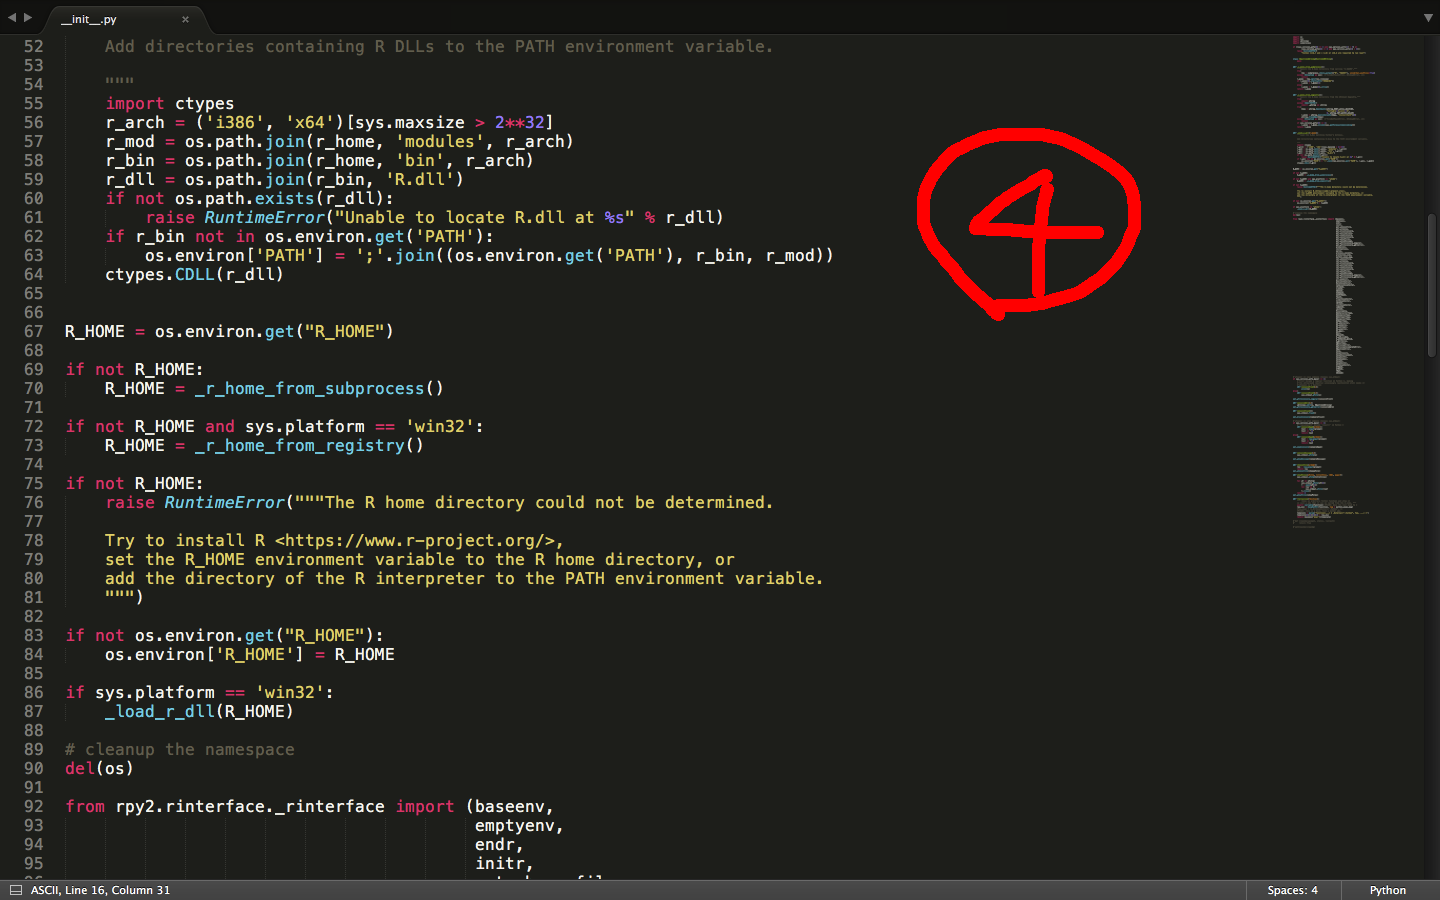 __init__.py ×
52 Add directories containing R DLLs to the PATH environment variable.
53
54 """
55 import ctypes
56 r_arch = ('i386', 'x64')[sys.maxsize > 2**32]
57 r_mod = os.path.join(r_home, 'modules', r_arch)
58 r_bin = os.path.join(r_home, 'bin', r_arch)
59 r_dll = os.path.join(r_bin, 'R.dll')
60 if not os.path.exists(r_dll):
61 raise RuntimeError("Unable to locate R.dll at %s" % r_dll)
62 if r_bin not in os.environ.get('PATH'):
63 os.environ['PATH'] = ';'.join((os.environ.get('PATH'), r_bin, r_mod))
64 ctypes.CDLL(r_dll)
65
66
67 R_HOME = os.environ.get("R_HOME")
68
69 if not R_HOME:
70 R_HOME = _r_home_from_subprocess()
71
72 if not R_HOME and sys.platform == 'win32':
73 R_HOME = _r_home_from_registry()
74
75 if not R_HOME:
76 raise RuntimeError("""The R home directory could not be determined.
77
78 Try to install R <https://www.r-project.org/>,
79 set the R_HOME environment variable to the R home directory, or
80 add the directory of the R interpreter to the PATH environment variable.
81 """)
82
83 if not os.environ.get("R_HOME"):
84 os.environ['R_HOME'] = R_HOME
85
86 if sys.platform == 'win32':
87 _load_r_dll(R_HOME)
88
89 # cleanup the namespace
90 del(os)
91
92 from rpy2.rinterface._rinterface import (baseenv,
93 emptyenv,
94 endr,
95 initr,
4
ASCII, Line 16, Column 31
Spaces: 4
Python